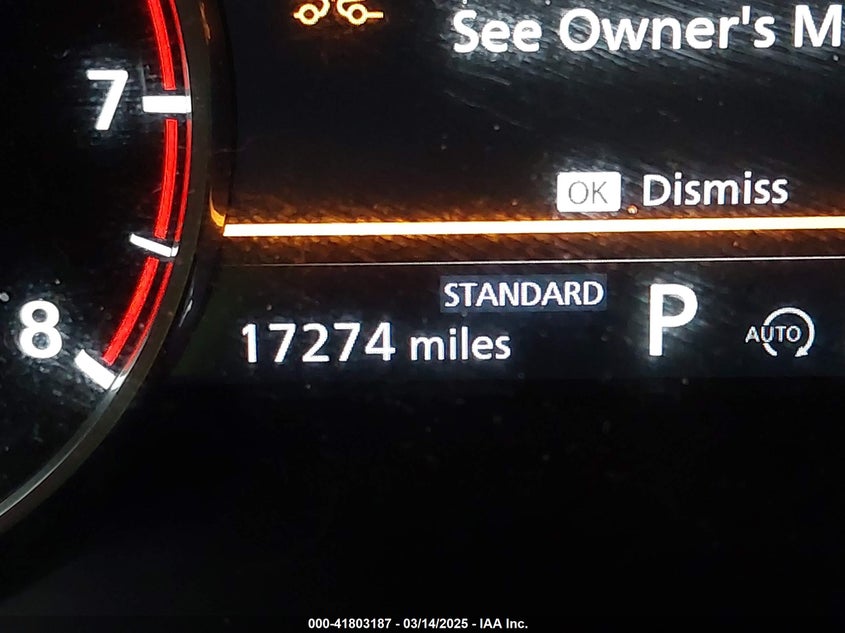 See Owner's M
7
OK Dismiss
STANDARD
P
AUTO
8
17274 miles
000-41803187 - 03/14/2025 - IAA Inc.